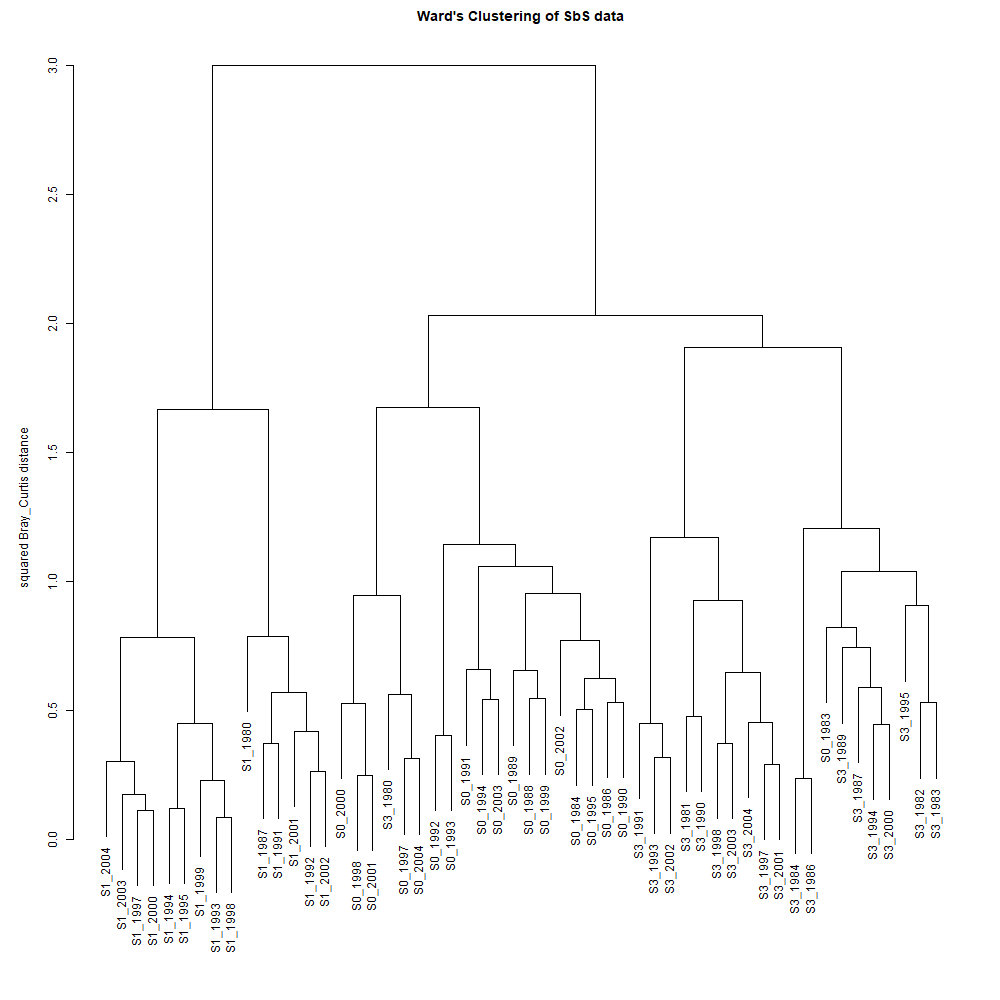 Ward's Clustering of SbS data
squared Bray_Curtis distance
3.0
2.5
2.0
1.5
1.0
0.5
0.0
S1_2004
S1_2003
S1_1997
S1_2000
S1_1994
S1_1995
S1_1999
S1_1993
S1_1998
S1_1980
S1_1987
S1_1991
S1_2001
S1_1992
S1_2002
S0_2000
S0_1998
S0_2001
S3_1980
S0_1997
S0_2004
S0_1992
S0_1993
S0_1991
S0_1994
S0_2003
S0_1989
S0_1988
S0_1999
S0_2002
S0_1984
S0_1995
S0_1986
S0_1990
S3_1991
S3_1993
S3_2002
S3_1981
S3_1990
S3_1998
S3_2003
S3_2004
S3_1997
S3_2001
S3_1984
S3_1986
S0_1983
S3_1989
S3_1987
S3_1994
S3_2000
S3_1995
S3_1982
S3_1983